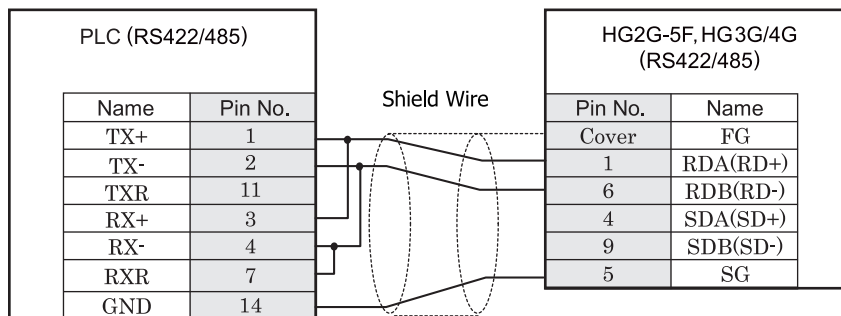 PLC (RS422/485)
Name Pin No.
TX+ 1
TX- 2
TXR 11
RX+ 3
RX- 4
RXR 7
GND 14
Shield Wire
HG2G-5F, HG3G/4G
(RS422/485)
Pin No. Name
Cover FG
1 RDA(RD+)
6 RDB(RD-)
4 SDA(SD+)
9 SDB(SD-)
5 SG